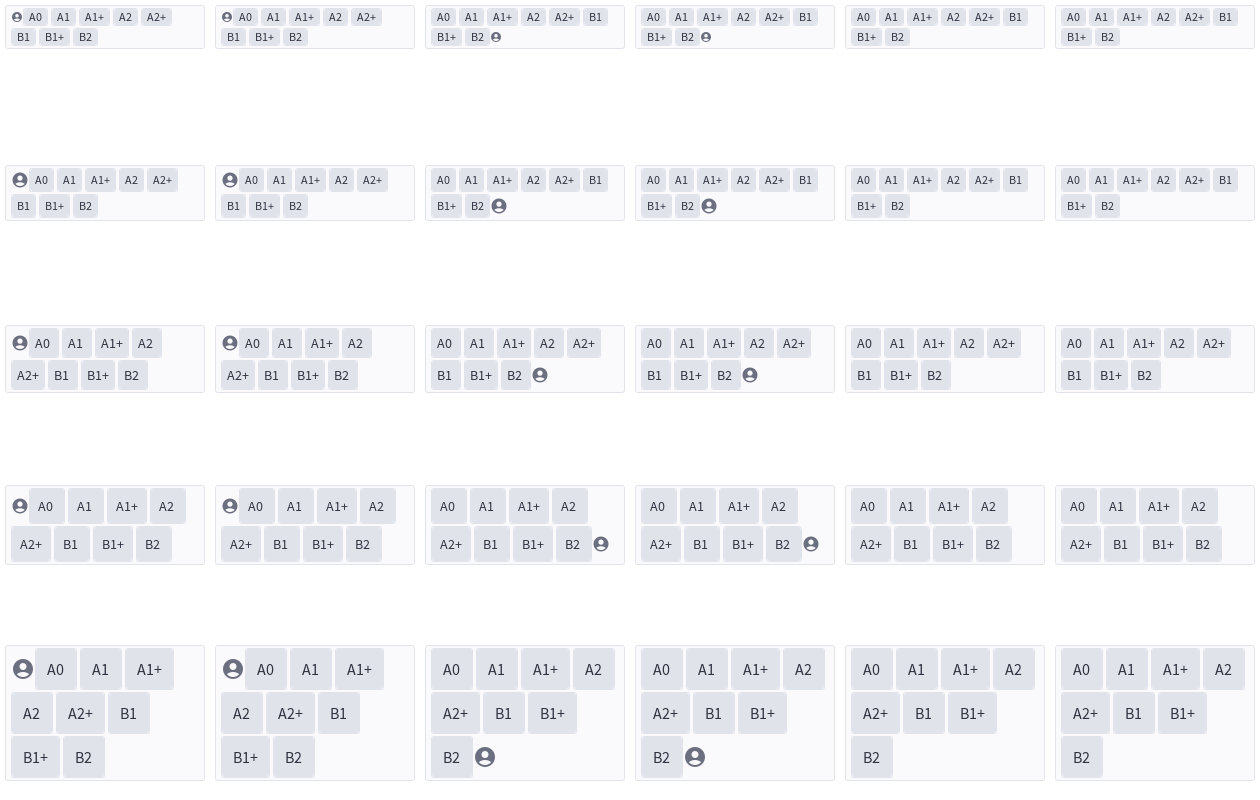 A0 A1 A1+ A2 A2+
B1 B1+ B2
A0 A1 A1+ A2 A2+
B1 B1+ B2
A0 A1 A1+ A2 A2+ B1
B1+ B2
A0 A1 A1+ A2 A2+ B1
B1+ B2
A0 A1 A1+ A2 A2+ B1
B1+ B2
A0 A1 A1+ A2 A2+ B1
B1+ B2
A0 A1 A1+ A2 A2+
B1 B1+ B2
A0 A1 A1+ A2 A2+
B1 B1+ B2
A0 A1 A1+ A2 A2+ B1
B1+ B2
A0 A1 A1+ A2 A2+ B1
B1+ B2
A0 A1 A1+ A2 A2+ B1
B1+ B2
A0 A1 A1+ A2 A2+ B1
B1+ B2
A0 A1 A1+ A2
A2+ B1 B1+ B2
A0 A1 A1+ A2
A2+ B1 B1+ B2
A0 A1 A1+ A2 A2+
B1 B1+ B2
A0 A1 A1+ A2 A2+
B1 B1+ B2
A0 A1 A1+ A2 A2+
B1 B1+ B2
A0 A1 A1+ A2 A2+
B1 B1+ B2
A0 A1 A1+ A2
A2+ B1 B1+ B2
A0 A1 A1+ A2
A2+ B1 B1+ B2
A0 A1 A1+ A2
A2+ B1 B1+ B2
A0 A1 A1+ A2
A2+ B1 B1+ B2
A0 A1 A1+ A2
A2+ B1 B1+ B2
A0 A1 A1+ A2
A2+ B1 B1+ B2
A0 A1 A1+
A2 A2+ B1
B1+ B2
A0 A1 A1+
A2 A2+ B1
B1+ B2
A0 A1 A1+ A2
A2+ B1 B1+
B2
A0 A1 A1+ A2
A2+ B1 B1+
B2
A0 A1 A1+ A2
A2+ B1 B1+
B2
A0 A1 A1+ A2
A2+ B1 B1+
B2